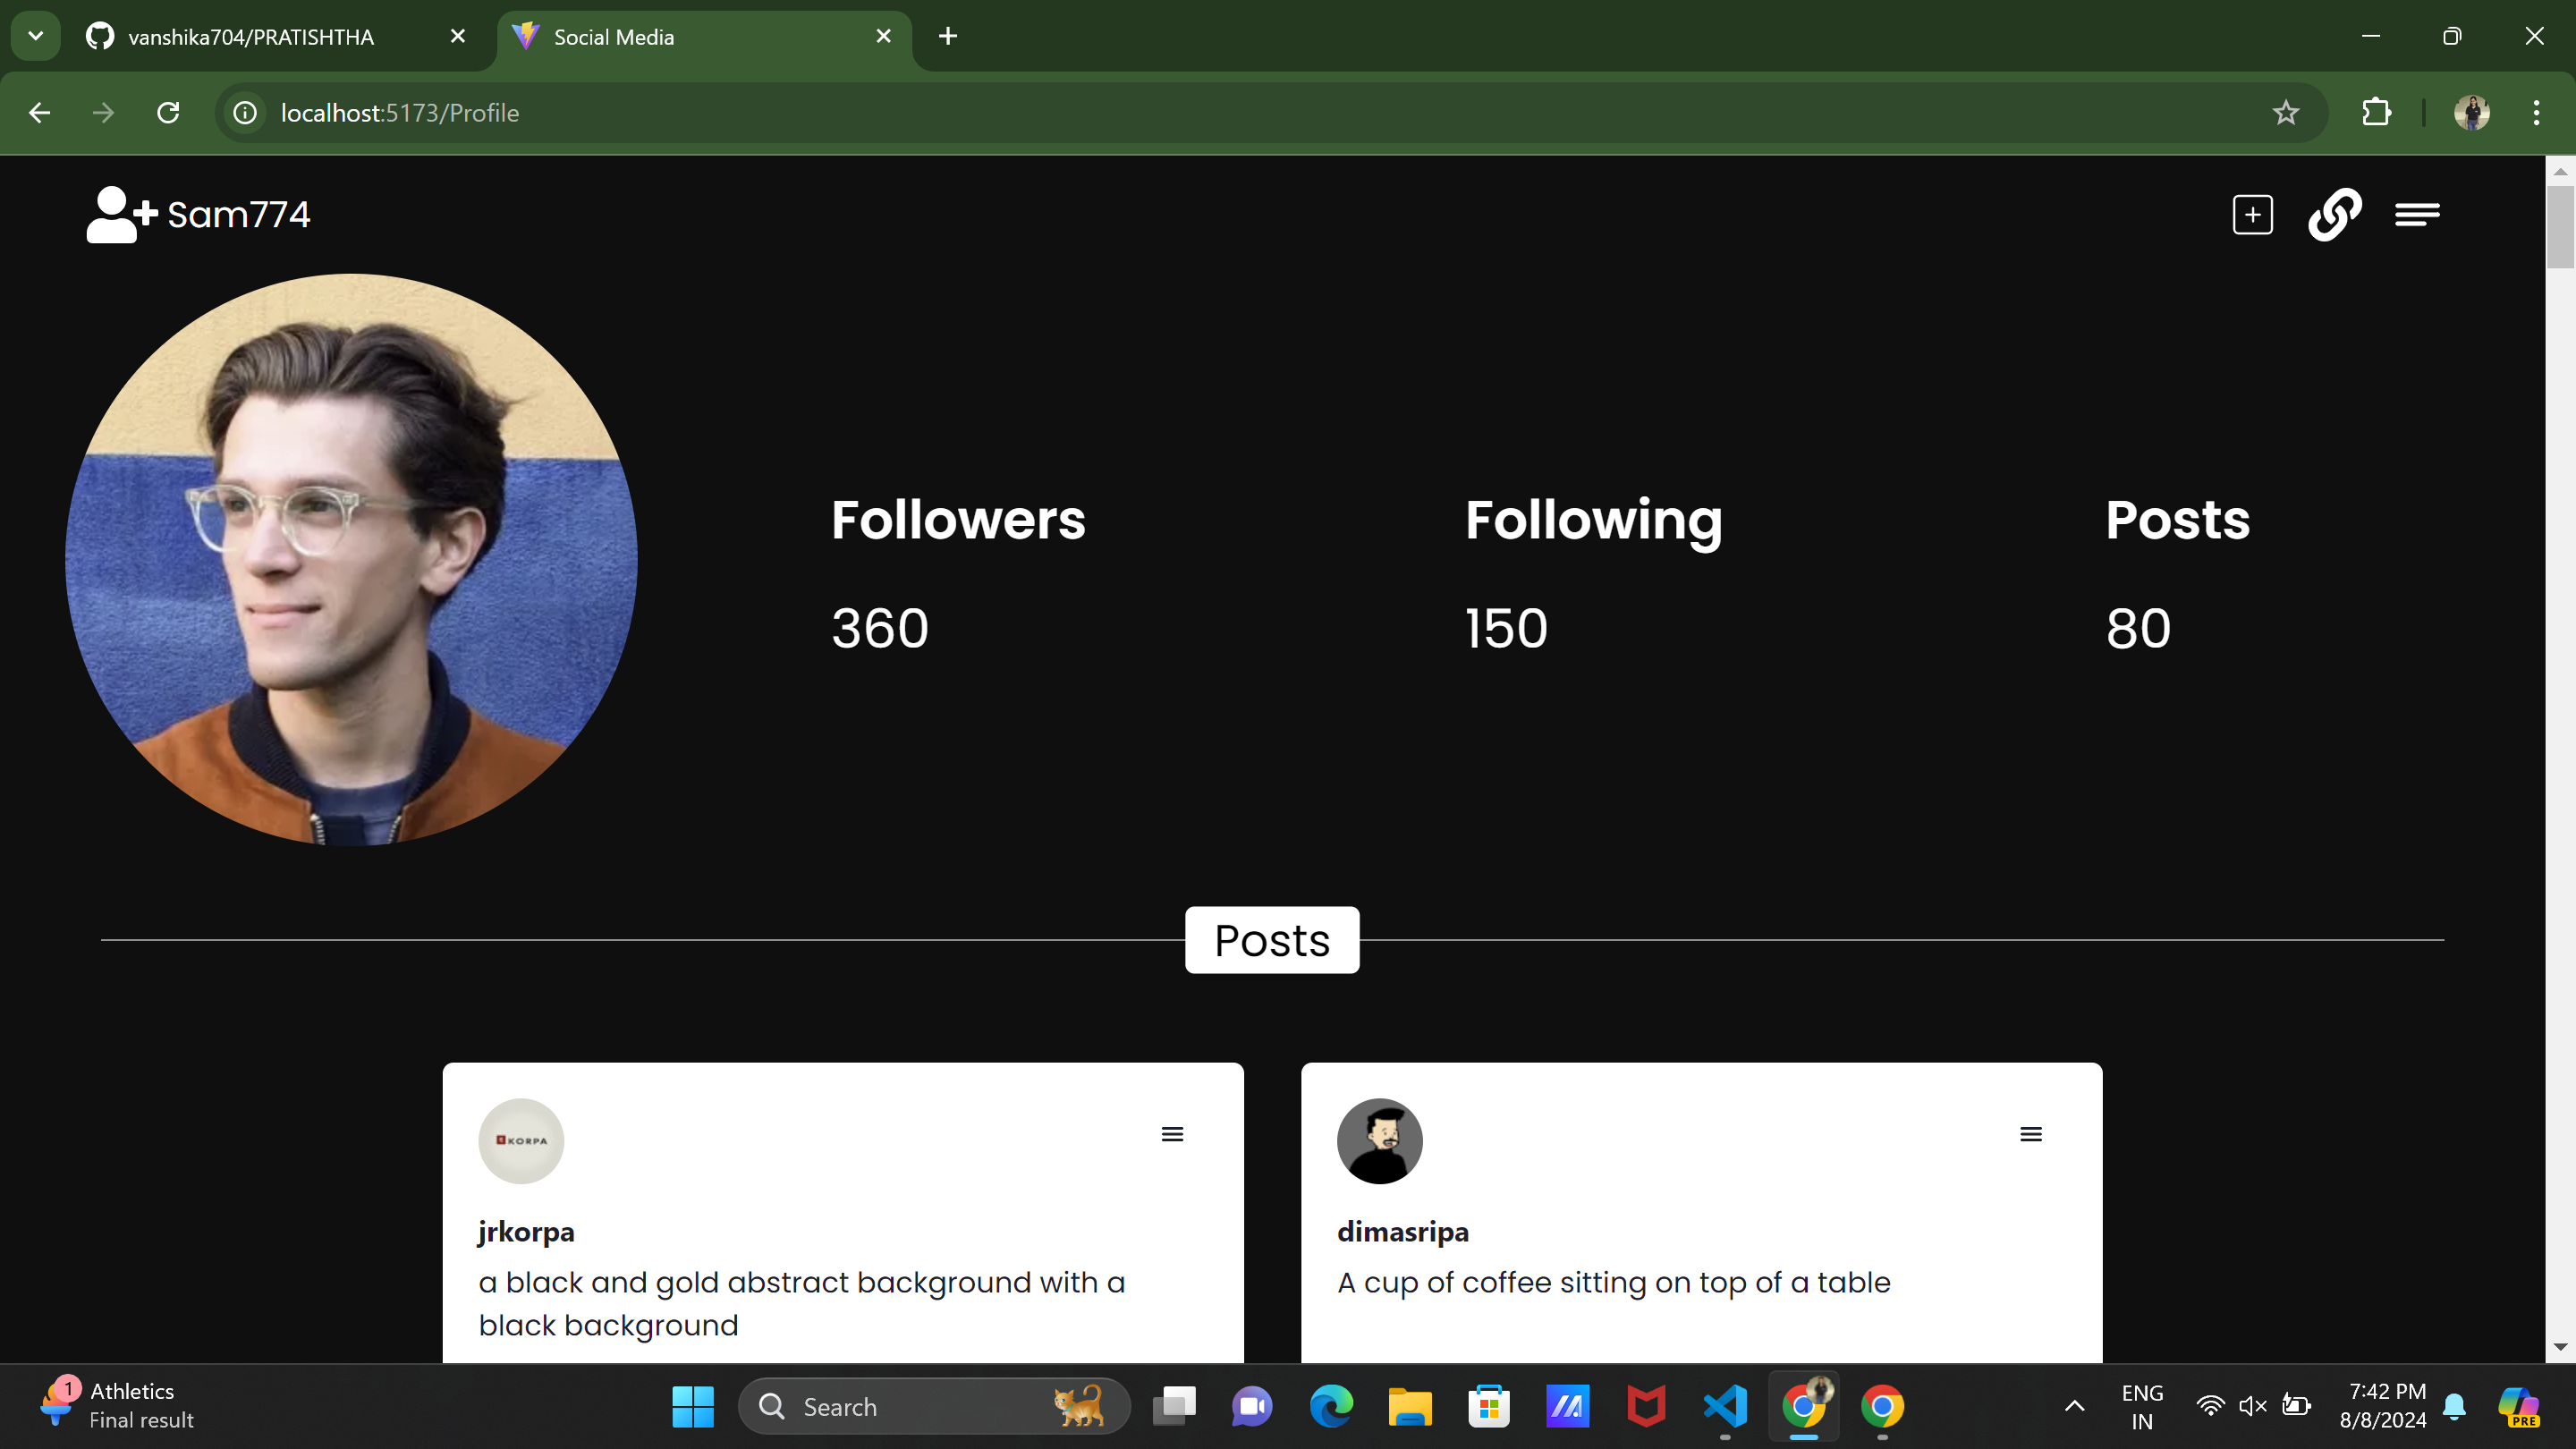 vanshika704/PRATISHTHA
Social Media
localhost:5173/Profile
Sam774
Followers
Following
Posts
360
150
80
Posts
KORPA
jrkorpa
a black and gold abstract background with a
black background
dimasripa
A cup of coffee sitting on top of a table
1
Athletics
Final result
Search
ENG
IN
7:42 PM
8/8/2024
PRE